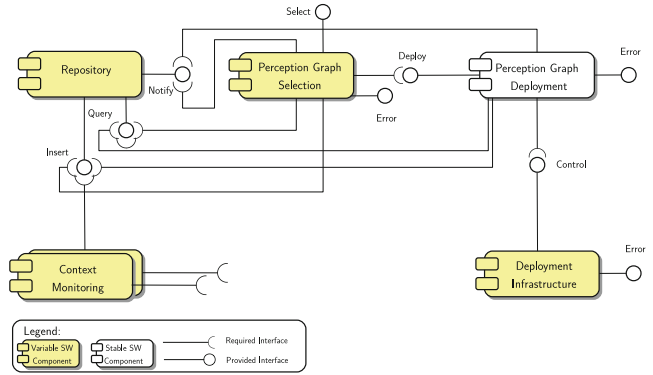 Select
Repository
Notify
Query
Insert
Perception Graph
Selection
Deploy
Error
Perception Graph
Deployment
Error
Control
Context
Monitoring
Deployment
Infrastructure
Error
Legend:
Variable SW
Component
Stable SW
Component
Required Interface
Provided Interface